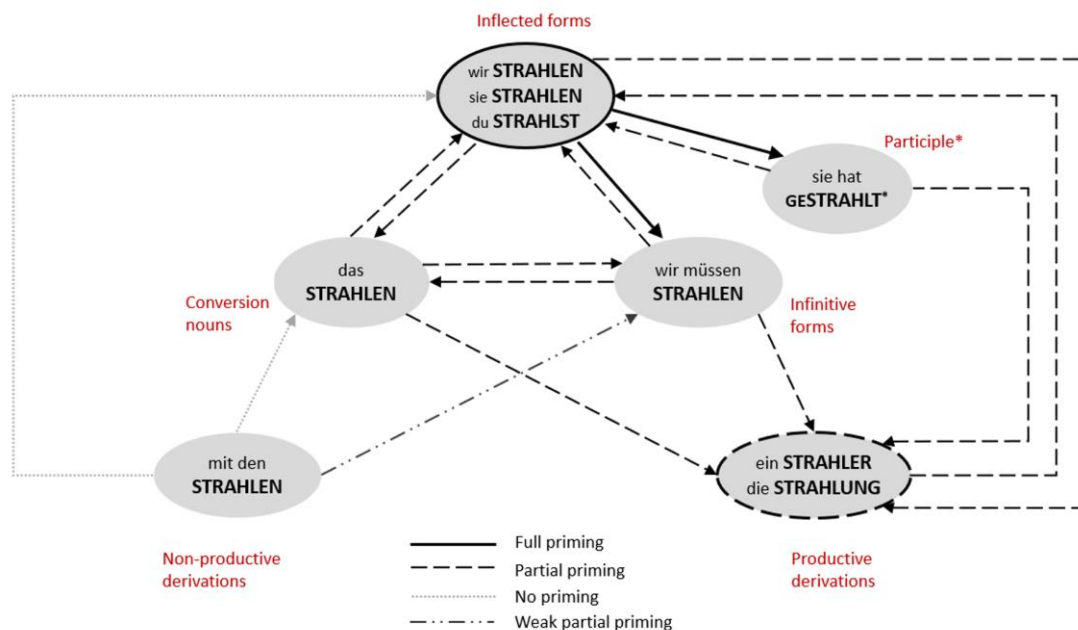 Inflected forms
wir STRAHLEN
sie STRAHLEN
du STRAHLST
Participle*
sie hat
GESTRAHLT*
das
STRAHLEN
wir müssen
STRAHLEN
Conversion
nouns
Infinitive
forms
mit den
STRAHLEN
ein STRAHLER
die STRAHLUNG
Non-productive
derivations
Full priming
Partial priming
No priming
Weak partial priming
Productive
derivations